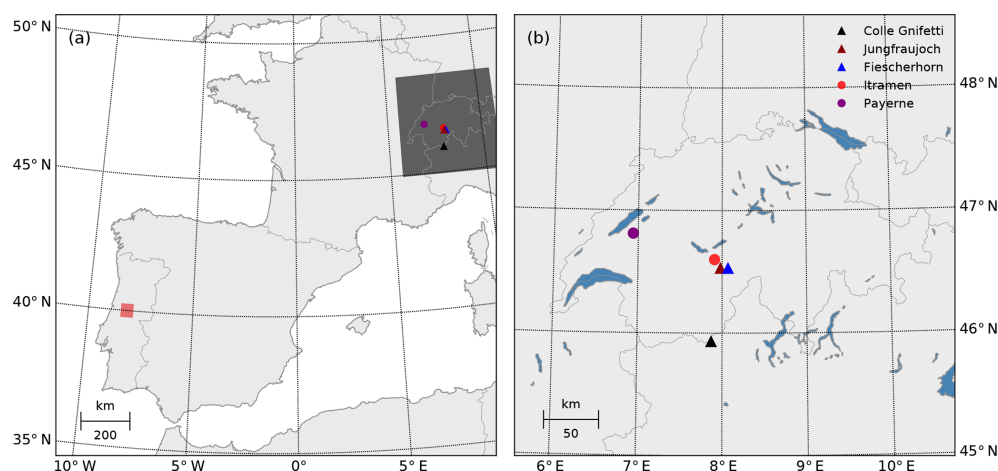 50° N
(a)
45° N
40° N
35° N
km
200
10° W
5° W
0°
5° E
(b)
Colle Gnifetti
Jungfraujoch
Fiescherhorn
Itramen
Payerne
48° N
47° N
46° N
45° N
km
50
6° E
7° E
8° E
9° E
10° E